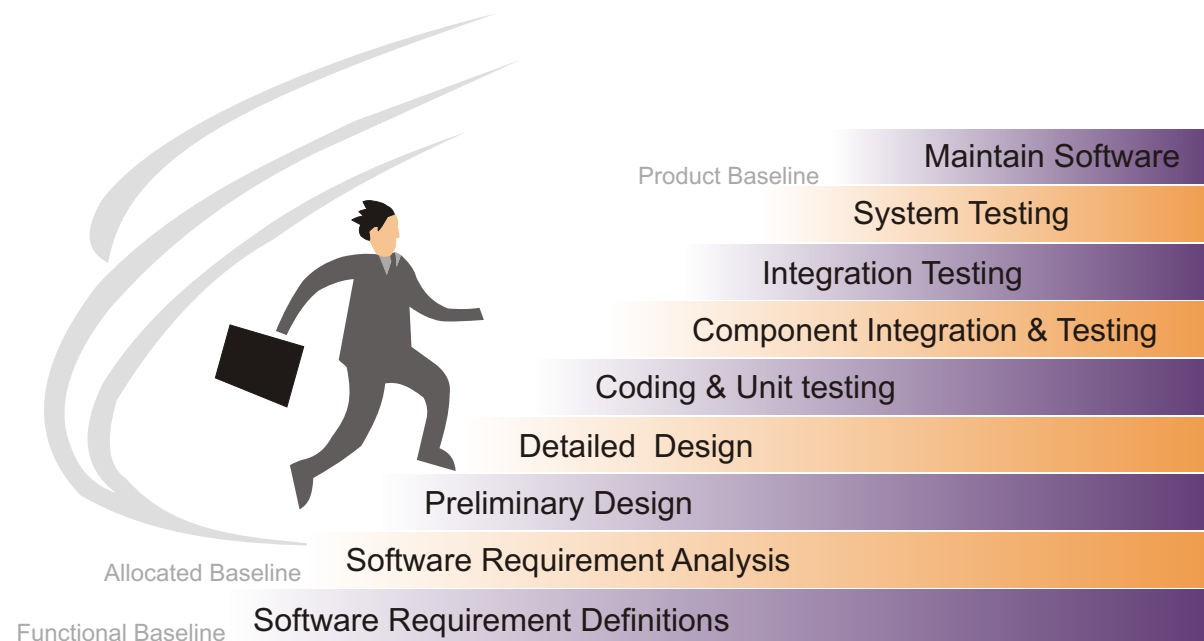 Maintain Software
Product Baseline
System Testing
Integration Testing
Component Integration & Testing
Coding & Unit testing
Detailed  Design
Preliminary Design
Software Requirement Analysis
Allocated Baseline
Software Requirement Definitions
Functional Baseline